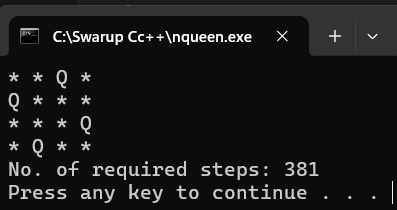 C:\Swarup Cc++\nqueen.exe
* * Q *
Q * * *
* * * Q
* Q * *
No. of required steps: 381
Press any key to continue . . .